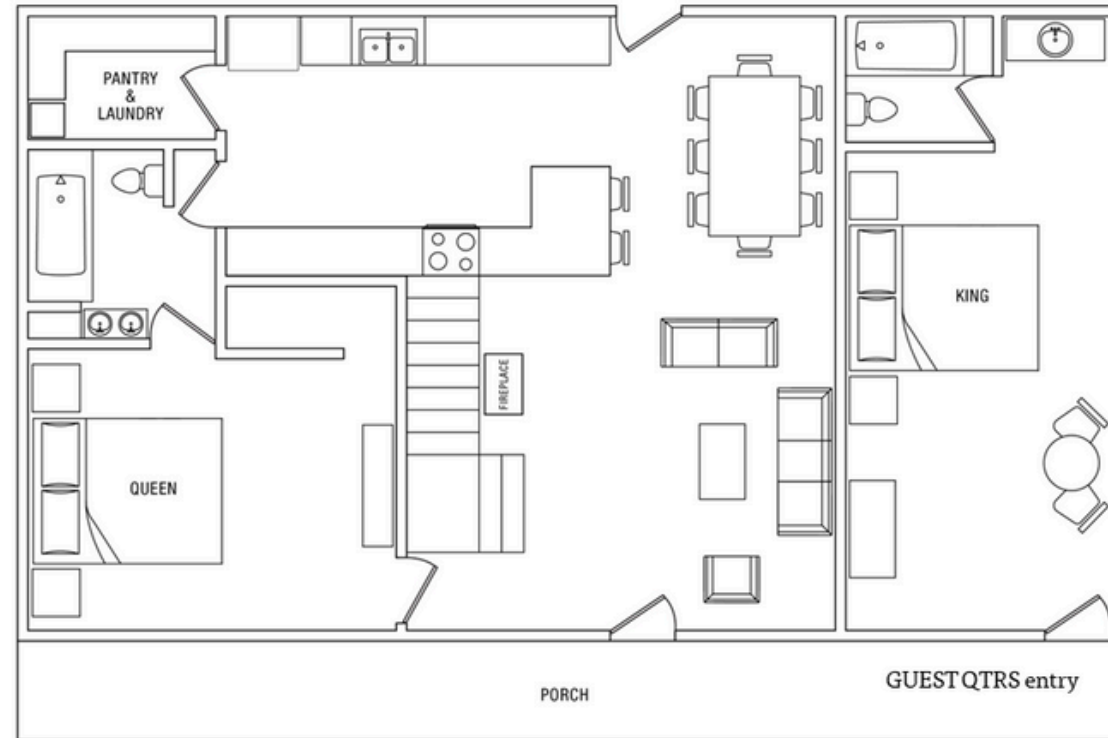 PANTRY
&
LAUNDRY
KING
FIREPLACE
QUEEN
GUEST QTRS entry
PORCH